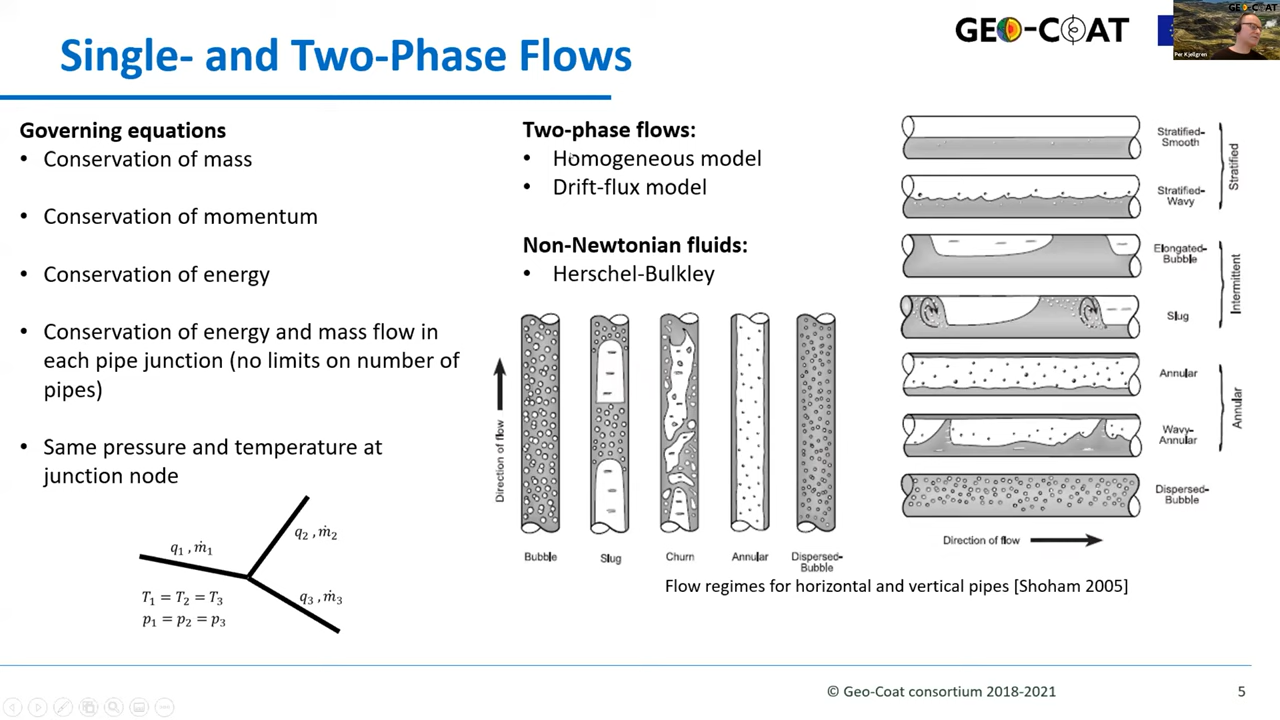 Single- and Two-Phase Flows
GEO-COAT
GEO-COAT
Per Kjellgren
Governing equations
• Conservation of mass
• Conservation of momentum
• Conservation of energy
• Conservation of energy and mass flow in
each pipe junction (no limits on number of
pipes)
• Same pressure and temperature at
junction node
q₁ , ṁ₁
q₂ , ṁ₂
q₃ , ṁ₃
T₁ = T₂ = T₃
p₁ = p₂ = p₃
Two-phase flows:
• Homogeneous model
• Drift-flux model
Non-Newtonian fluids:
• Herschel-Bulkley
Direction of flow
Bubble
Slug
Churn
Annular
Dispersed-
Bubble
Stratified-
Smooth
Stratified-
Wavy
Stratified
Elongated-
Bubble
Slug
Intermittent
Annular
Wavy-
Annular
Annular
Dispersed-
Bubble
Direction of flow
Flow regimes for horizontal and vertical pipes [Shoham 2005]
© Geo-Coat consortium 2018-2021
5